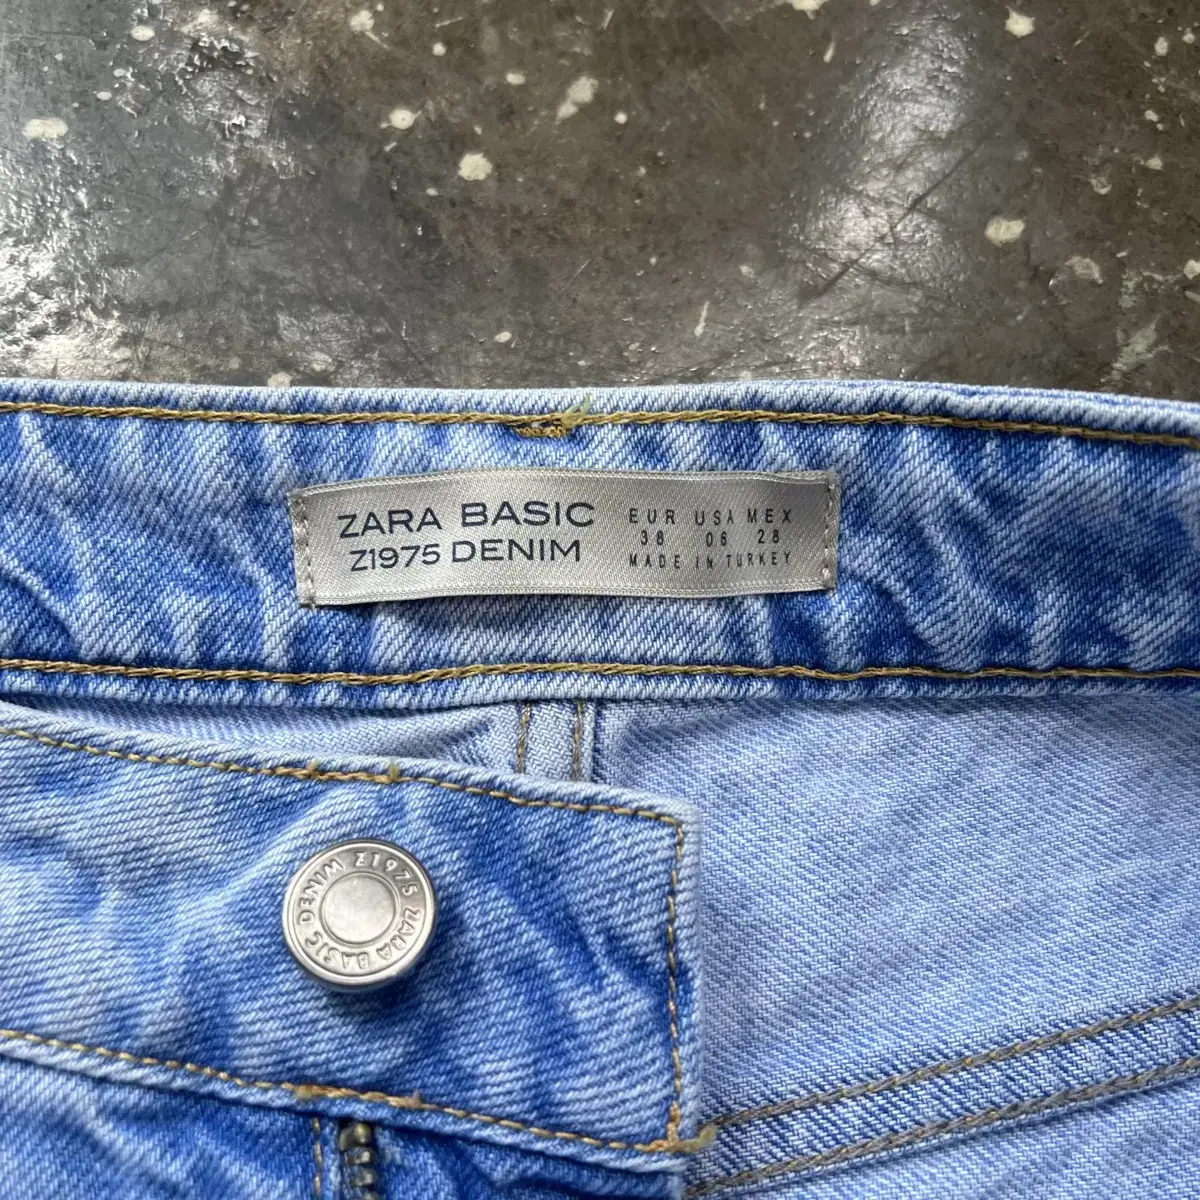 ZARA BASIC
Z1975 DENIM
EUR USA MEX
38 06 28
MADE IN TURKEY
Z1975 ZARA BASIC DENIM